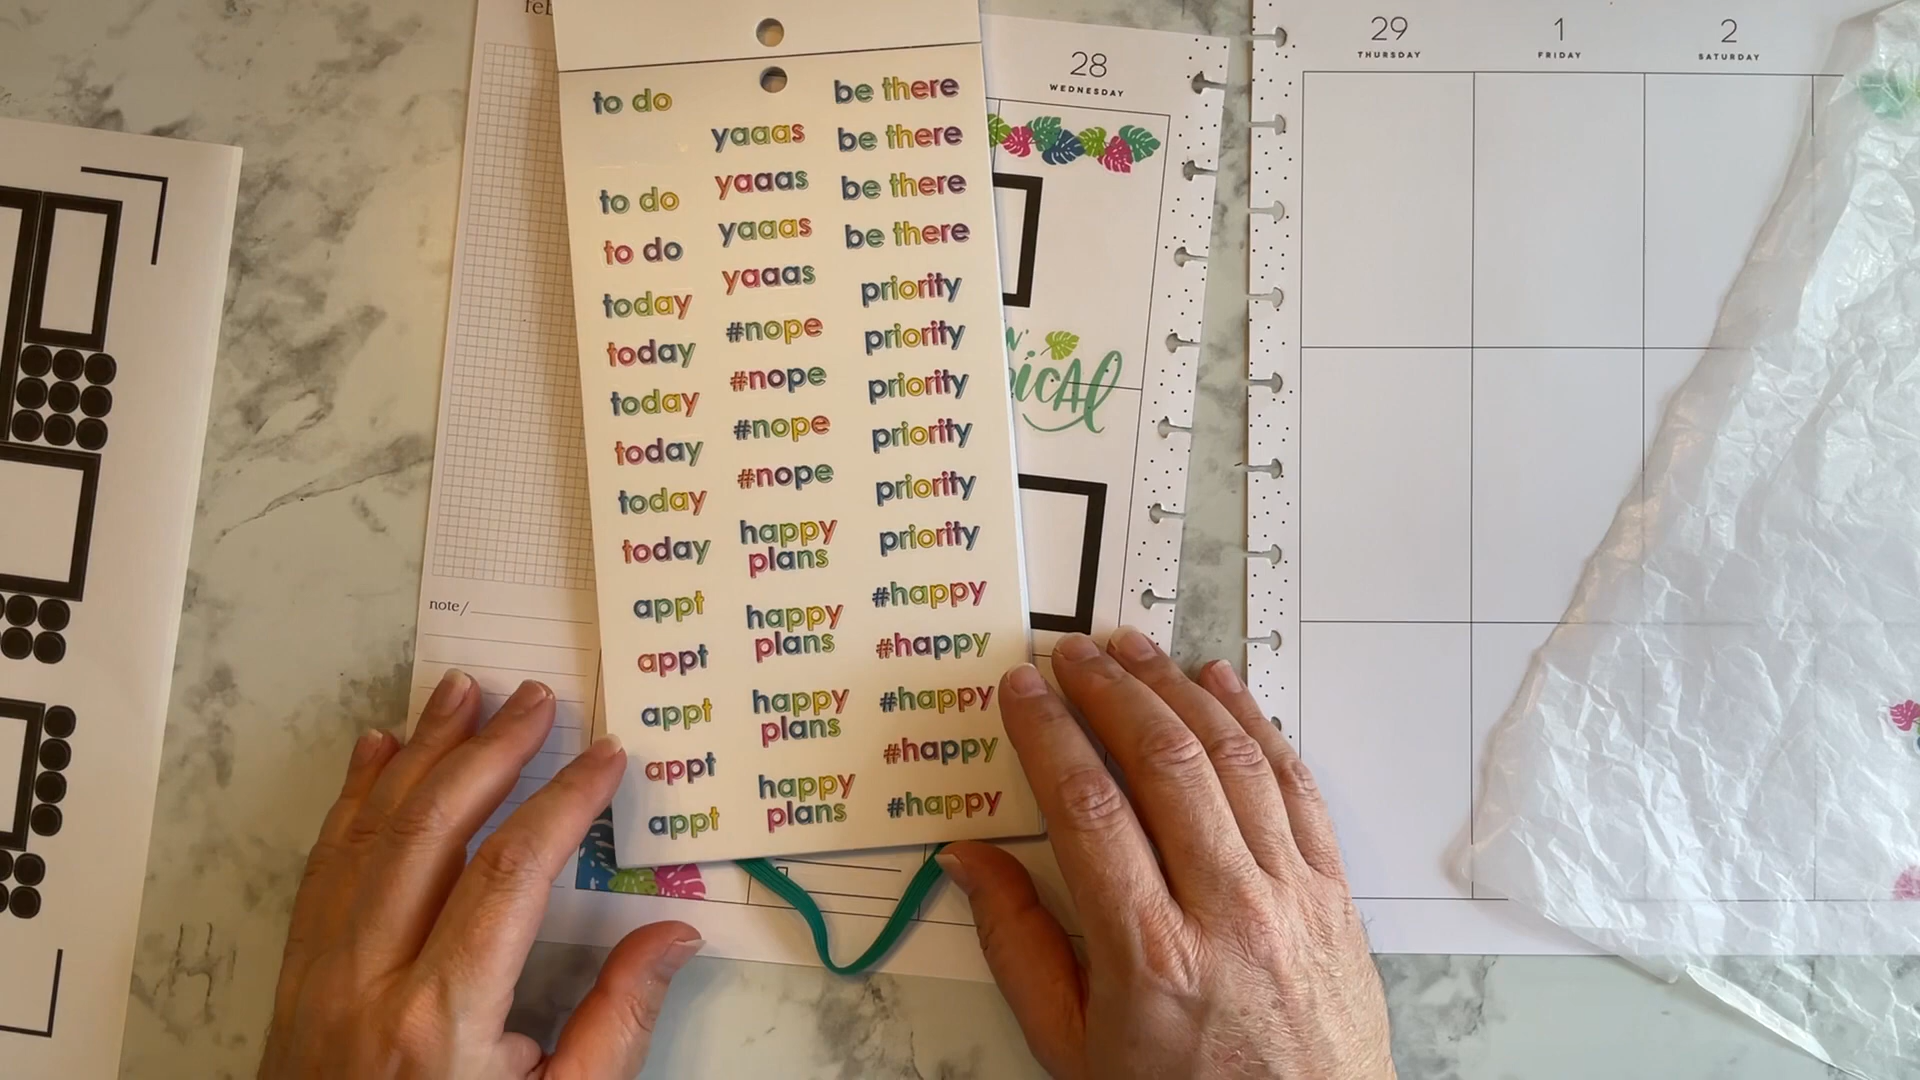 feb
28
WEDNESDAY
29
THURSDAY
1
FRIDAY
2
SATURDAY
to do
to do
to do
today
today
today
today
today
today
appt
appt
appt
appt
appt
yaaas
yaaas
yaaas
yaaas
#nope
#nope
#nope
#nope
happy
plans
happy
plans
happy
plans
happy
plans
be there
be there
be there
be there
priority
priority
priority
priority
priority
priority
#happy
#happy
#happy
#happy
#happy
note/